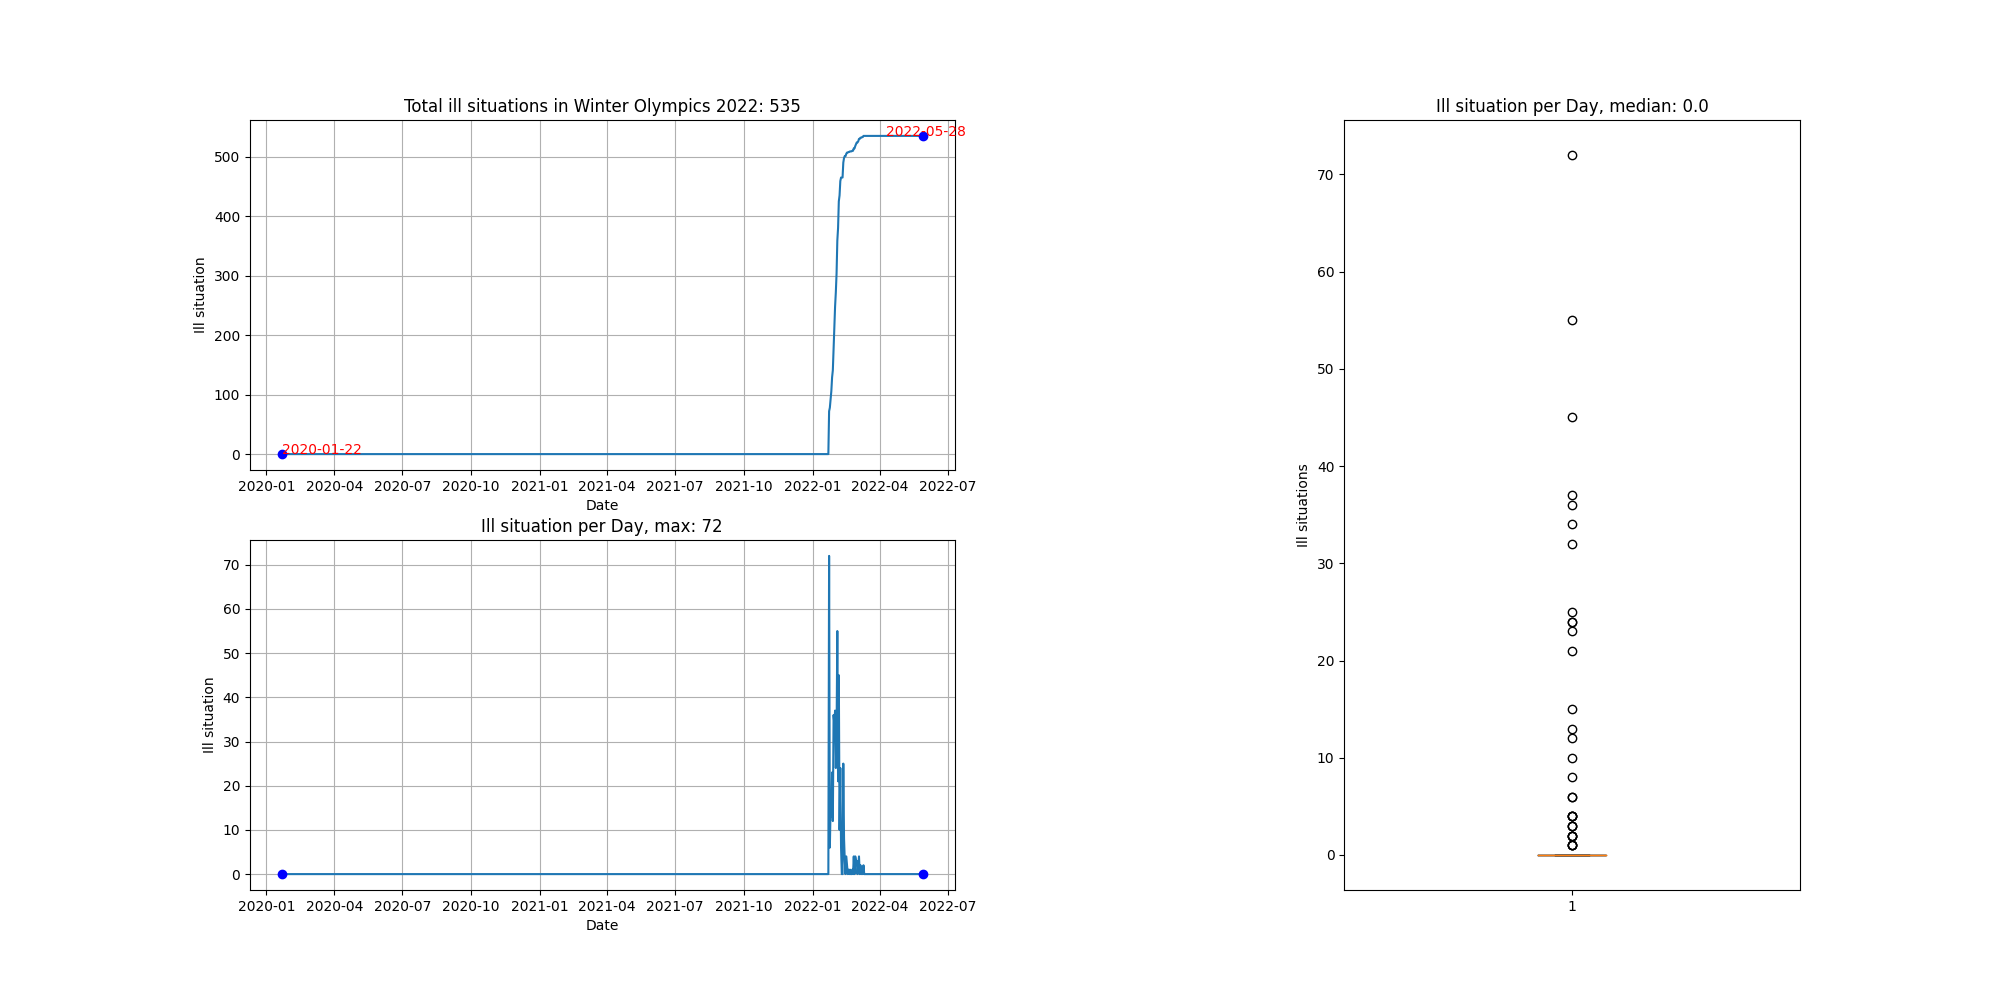 Total ill situations in Winter Olympics 2022: 535
500
400
300
200
100
0
Ill situation
2020-01-22
2022-05-28
2020-01 2020-04 2020-07 2020-10 2021-01 2021-04 2021-07 2021-10 2022-01 2022-04 2022-07
Date
Ill situation per Day, max: 72
70
60
50
40
30
20
10
0
Ill situation
2020-01 2020-04 2020-07 2020-10 2021-01 2021-04 2021-07 2021-10 2022-01 2022-04 2022-07
Date
Ill situation per Day, median: 0.0
70
60
50
40
30
20
10
0
Ill situations
1